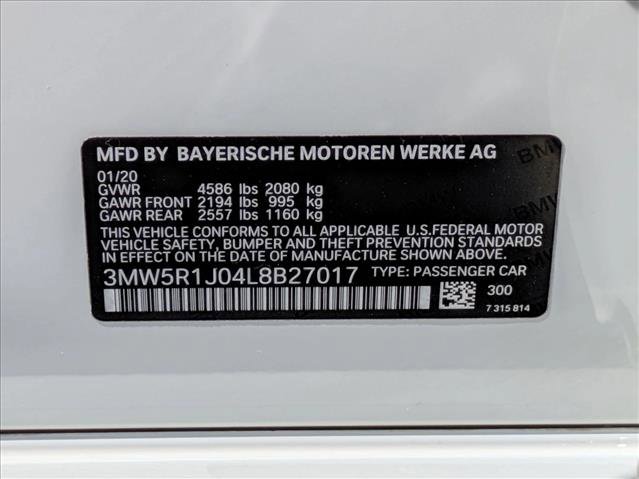 MFD BY BAYERISCHE MOTOREN WERKE AG
01/20
GVWR 4586 lbs 2080 kg
GAWR FRONT 2194 lbs 995 kg
GAWR REAR 2557 lbs 1160 kg
THIS VEHICLE CONFORMS TO ALL APPLICABLE U.S.FEDERAL MOTOR
VEHICLE SAFETY, BUMPER AND THEFT PREVENTION STANDARDS
IN EFFECT ON THE DATE OF MANUFACTURE SHOWN ABOVE.
3MW5R1J04L8B27017 TYPE: PASSENGER CAR
300
7 315 814
BMW
BMW